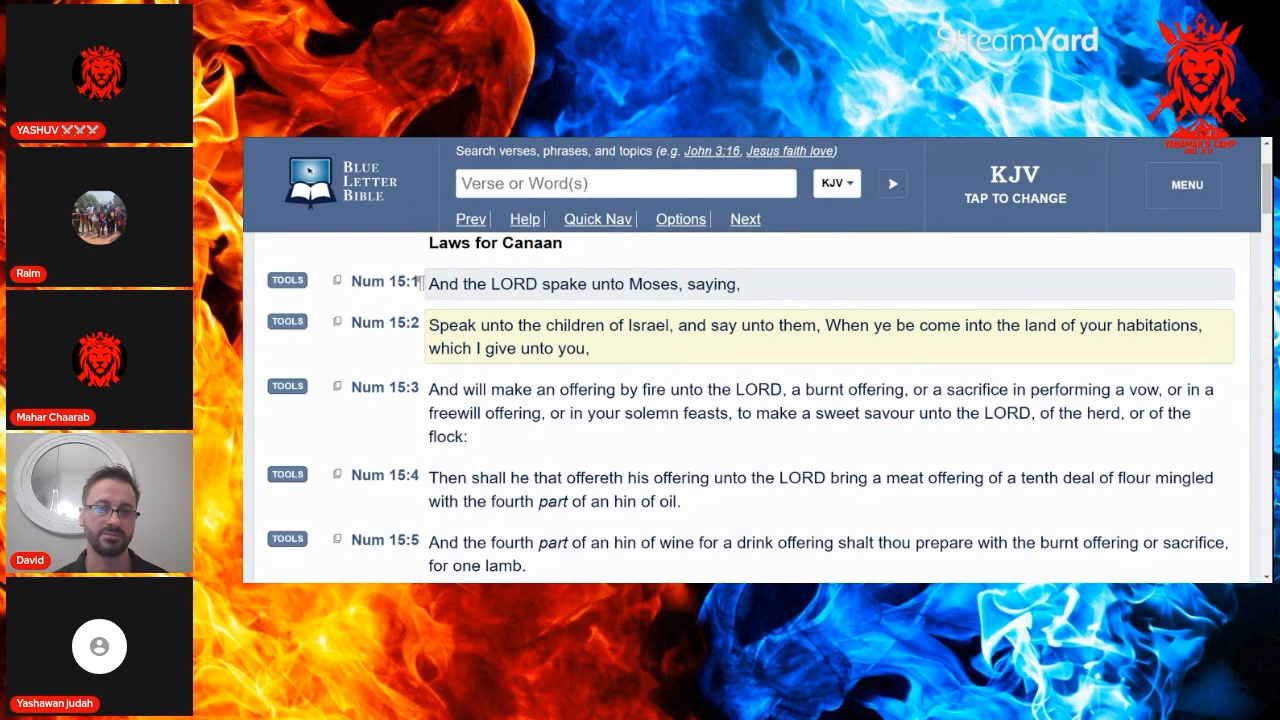 YASHUV ⚔⚔⚔
Raim
Mahar Chaarab
David
Yashawan judah
StreamYard
YAHAWAH'S CAMP
JOEL 2:11
BLUE
LETTER
BIBLE
Search verses, phrases, and topics (e.g. John 3:16, Jesus faith love)
Verse or Word(s)
KJV
Prev Help Quick Nav Options Next
KJV
TAP TO CHANGE
MENU
Laws for Canaan
TOOLS Num 15:1 ¶ And the LORD spake unto Moses, saying,
TOOLS Num 15:2 Speak unto the children of Israel, and say unto them, When ye be come into the land of your habitations,
which I give unto you,
TOOLS Num 15:3 And will make an offering by fire unto the LORD, a burnt offering, or a sacrifice in performing a vow, or in a
freewill offering, or in your solemn feasts, to make a sweet savour unto the LORD, of the herd, or of the
flock:
TOOLS Num 15:4 Then shall he that offereth his offering unto the LORD bring a meat offering of a tenth deal of flour mingled
with the fourth part of an hin of oil.
TOOLS Num 15:5 And the fourth part of an hin of wine for a drink offering shalt thou prepare with the burnt offering or sacrifice,
for one lamb.